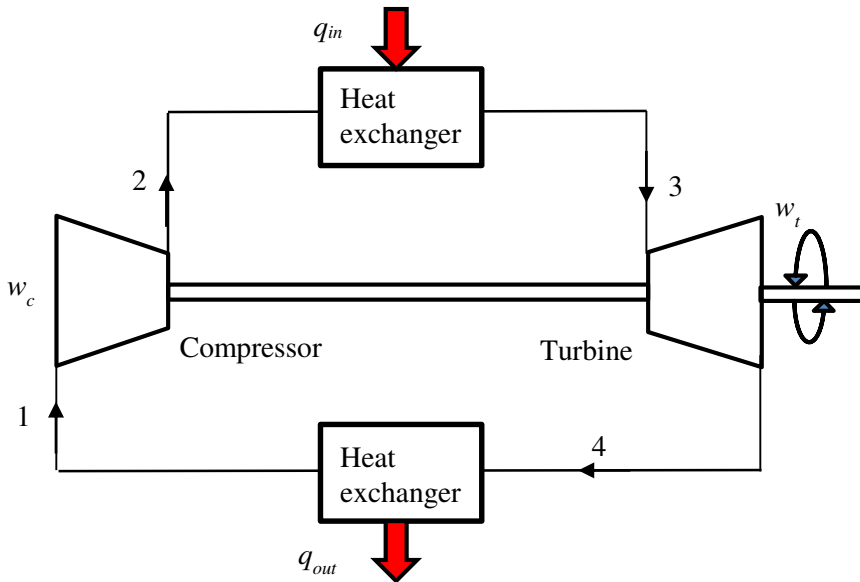 q_in
Heat
exchanger
2
3
w_t
w_c
Compressor
Turbine
1
4
Heat
exchanger
q_out